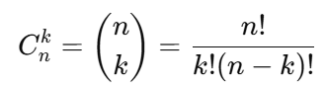 $C_n^k = \binom{n}{k} = \frac{n!}{k!(n-k)!}$